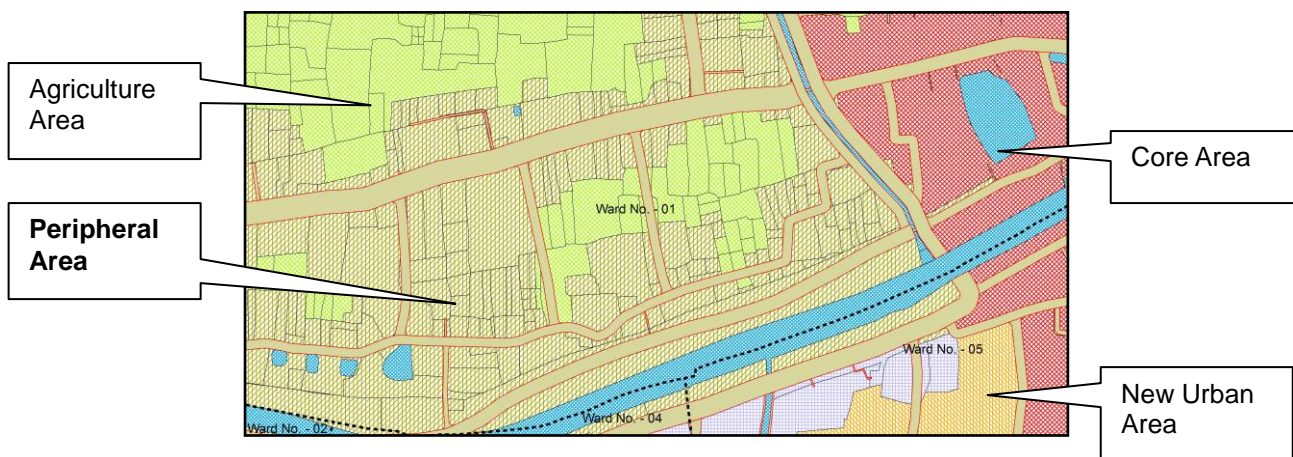 Agriculture
Area
Peripheral
Area
Core Area
New Urban
Area
Ward No. - 01
Ward No. - 05
Ward No. - 04
Ward No. - 02